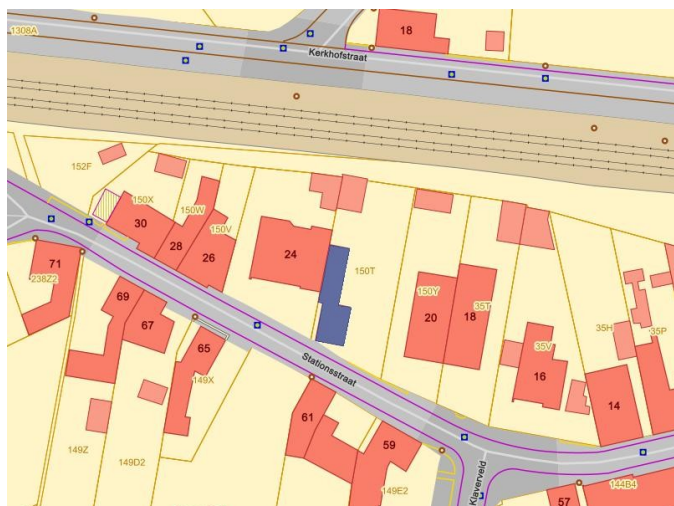 18
1308A
Kerkhofstraat
152F
150X
150W
150V
30
28
26
24
150T
71
238Z2
69
67
65
149X
150Y
35T
20
18
35V
16
35H
35P
14
Stationsstraat
61
59
149Z
149D2
149E2
Klaverveld
57
144B4